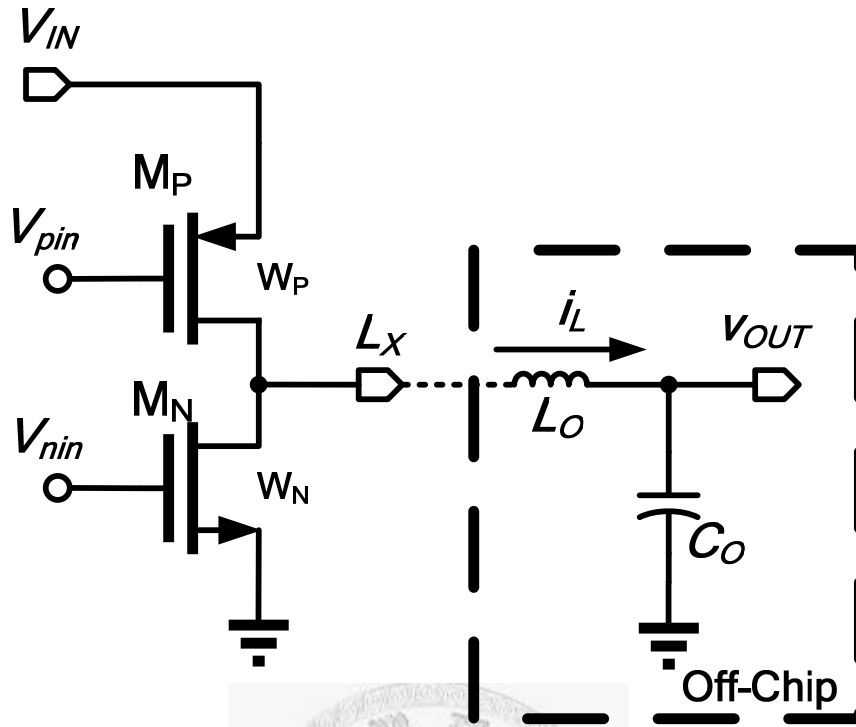 V_IN
M_P
V_pin
W_P
L_X
i_L
v_OUT
M_N
L_O
V_nin
W_N
C_O
Off-Chip